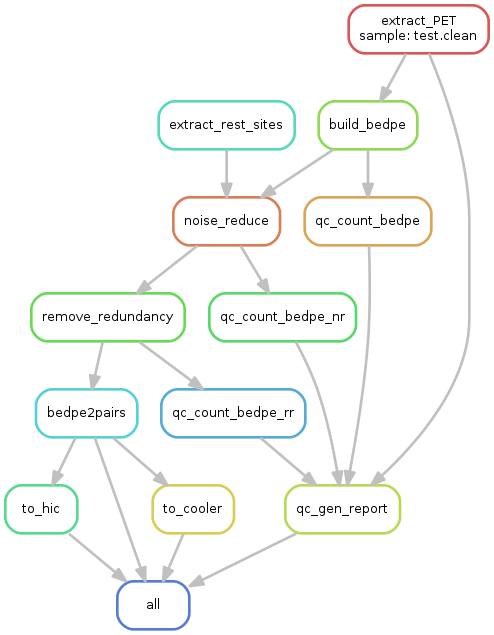 extract_PET
sample: test.clean
extract_rest_sites
build_bedpe
noise_reduce
qc_count_bedpe
remove_redundancy
qc_count_bedpe_nr
bedpe2pairs
qc_count_bedpe_rr
to_hic
to_cooler
qc_gen_report
all